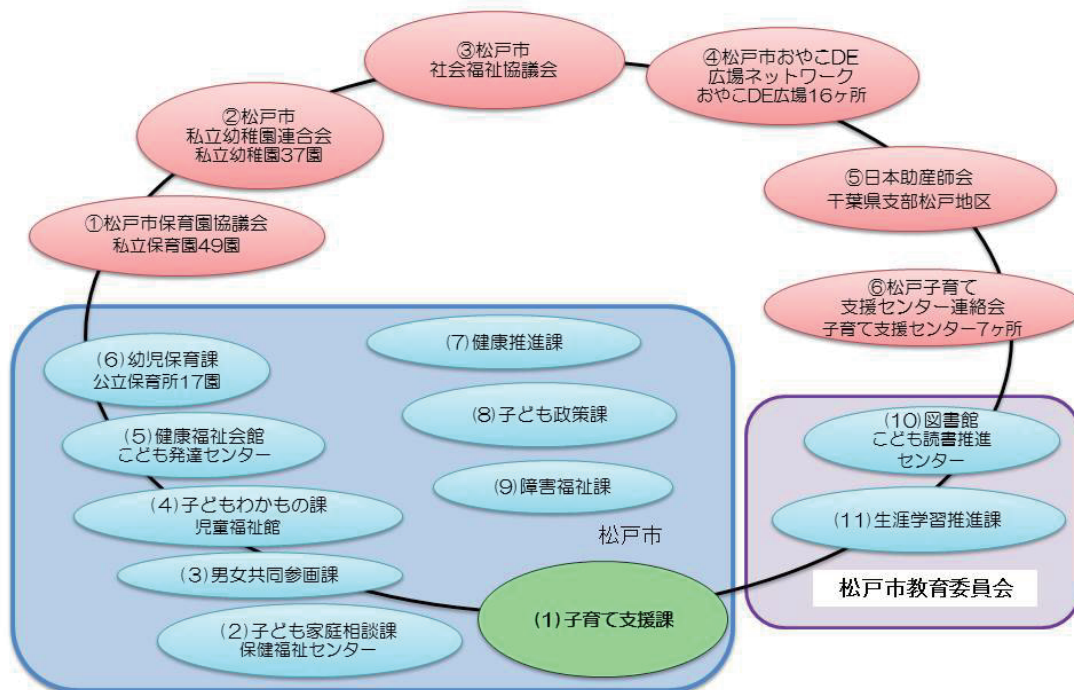 ③松戸市
社会福祉協議会
④松戸市おやこDE
広場ネットワーク
おやこDE広場16ヶ所
②松戸市
私立幼稚園連合会
私立幼稚園37園
⑤日本助産師会
千葉県支部松戸地区
①松戸市保育園協議会
私立保育園49園
⑥松戸子育て
支援センター連絡会
子育て支援センター7ヶ所
(6)幼児保育課
公立保育所17園
(7)健康推進課
(5)健康福祉会館
こども発達センター
(8)子ども政策課
(4)子どもわかもの課
児童福祉館
(9)障害福祉課
松戸市
(3)男女共同参画課
(2)子ども家庭相談課
保健福祉センター
(1)子育て支援課
(10)図書館
こども読書推進
センター
(11)生涯学習推進課
松戸市教育委員会